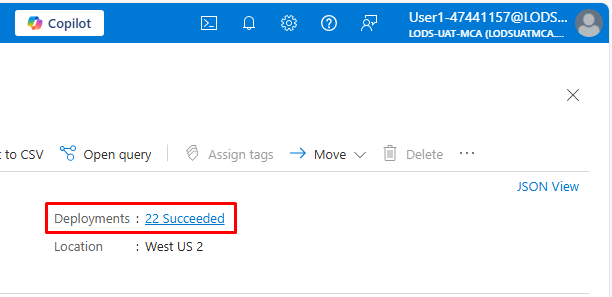 Copilot
User1-47441157@LODS...
LODS-UAT-MCA (LODSUATMCA....
t to CSV Open query Assign tags Move Delete ...
JSON View
Deployments : 22 Succeeded
Location : West US 2